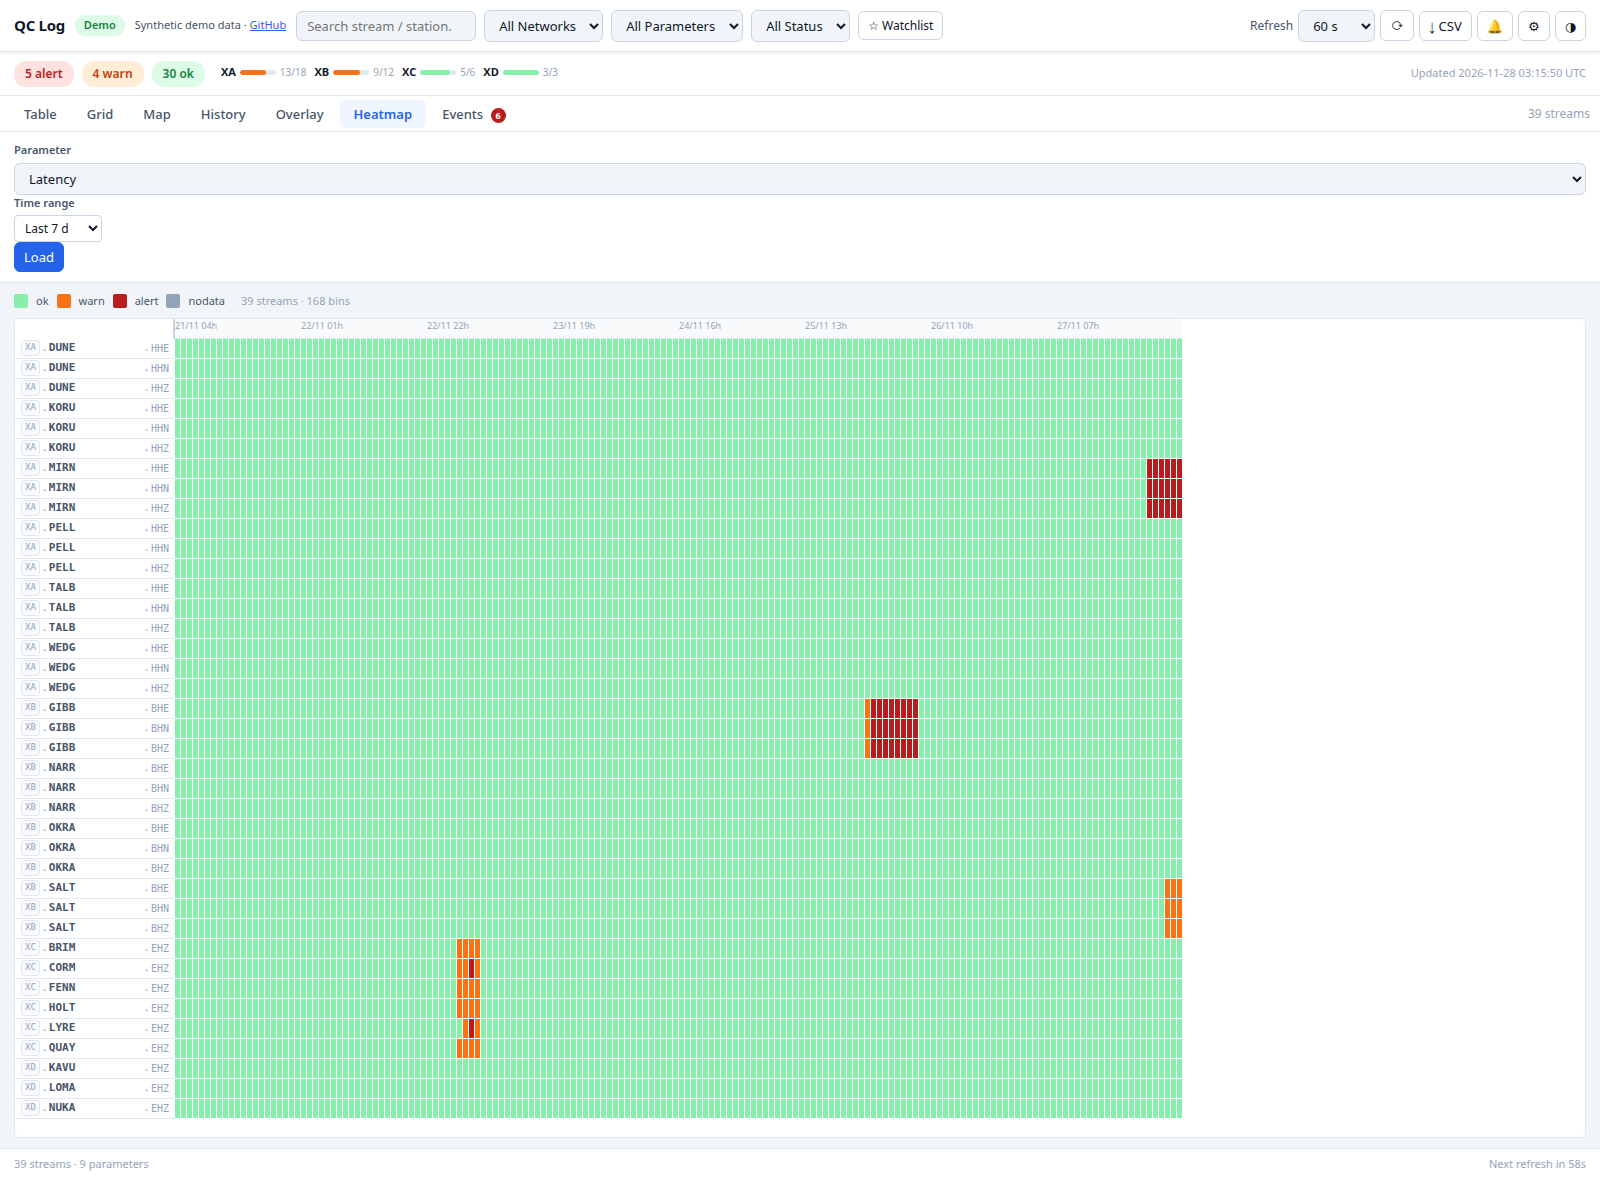 QC Log Demo Synthetic demo data · GitHub Search stream / station. All Networks All Parameters All Status ☆ Watchlist Refresh 60 s ⟳ ↓ CSV 🔔 ⚙ ◑
5 alert 4 warn 30 ok XA 13/18 XB 9/12 XC 5/6 XD 3/3 Updated 2026-11-28 03:15:50 UTC
Table Grid Map History Overlay Heatmap Events 6 39 streams
Parameter
Latency
Time range
Last 7 d
Load
ok warn alert nodata 39 streams · 168 bins
21/11 04h 22/11 01h 22/11 22h 23/11 19h 24/11 16h 25/11 13h 26/11 10h 27/11 07h
XA . DUNE . HHE
XA . DUNE . HHN
XA . DUNE . HHZ
XA . KORU . HHE
XA . KORU . HHN
XA . KORU . HHZ
XA . MIRN . HHE
XA . MIRN . HHN
XA . MIRN . HHZ
XA . PELL . HHE
XA . PELL . HHN
XA . PELL . HHZ
XA . TALB . HHE
XA . TALB . HHN
XA . TALB . HHZ
XA . WEDG . HHE
XA . WEDG . HHN
XA . WEDG . HHZ
XB . GIBB . BHE
XB . GIBB . BHN
XB . GIBB . BHZ
XB . NARR . BHE
XB . NARR . BHN
XB . NARR . BHZ
XB . OKRA . BHE
XB . OKRA . BHN
XB . OKRA . BHZ
XB . SALT . BHE
XB . SALT . BHN
XB . SALT . BHZ
XC . BRIM . EHZ
XC . CORM . EHZ
XC . FENN . EHZ
XC . HOLT . EHZ
XC . LYRE . EHZ
XC . QUAY . EHZ
XD . KAVU . EHZ
XD . LOMA . EHZ
XD . NUKA . EHZ
39 streams · 9 parameters Next refresh in 58s